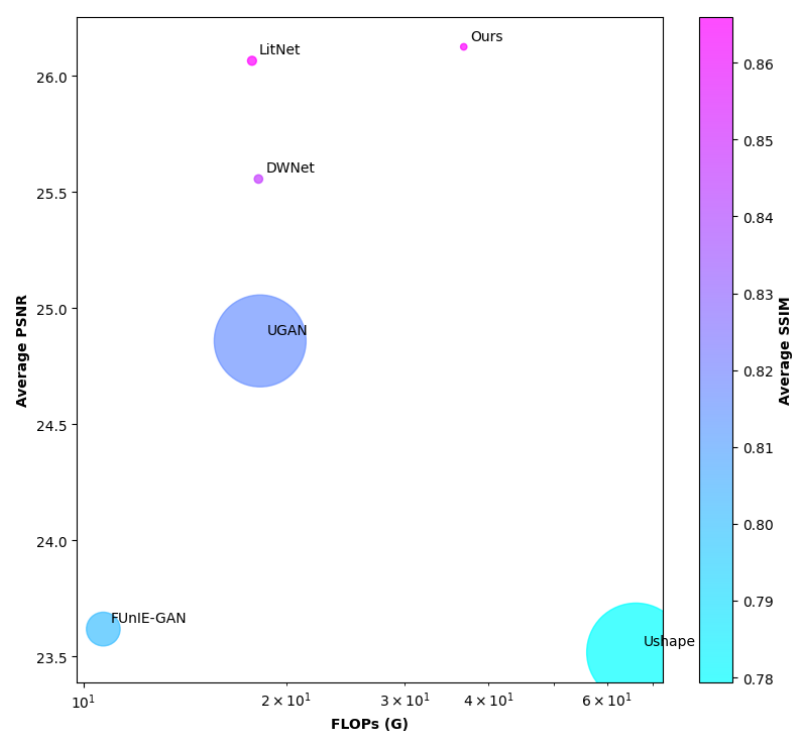 Ours
LitNet
DWNet
UGAN
FUnIE-GAN
Ushape
26.0
25.5
25.0
24.5
24.0
23.5
Average PSNR
10¹
2 × 10¹
3 × 10¹
4 × 10¹
6 × 10¹
FLOPs (G)
0.86
0.85
0.84
0.83
0.82
0.81
0.80
0.79
0.78
Average SSIM